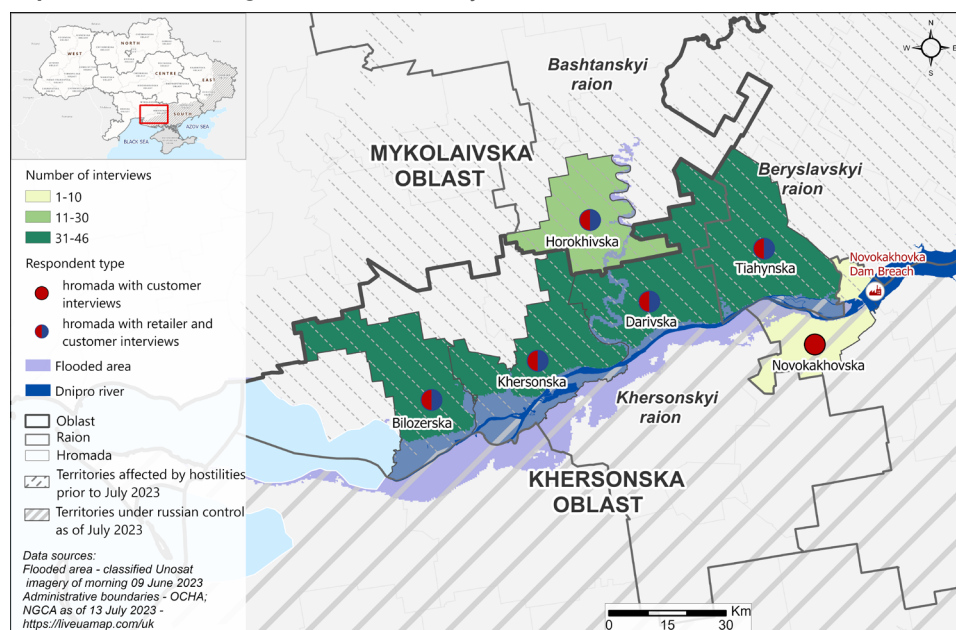 WEST
NORTH
CENTRE
EAST
SOUTH
BLACK SEA
AZOV SEA
Number of interviews
1-10
11-30
31-46
Respondent type
hromada with customer
interviews
hromada with retailer and
customer interviews
Flooded area
Dnipro river
Oblast
Raion
Hromada
Territories affected by hostilities
prior to July 2023
Territories under russian control
as of July 2023
Data sources:
Flooded area - classified Unosat
imagery of morning 09 June 2023
Administrative boundaries - OCHA;
NGCA as of 13 July 2023 -
https://liveuamap.com/uk
N
W
E
S
Bashtanskyi
raion
MYKOLAIVSKA
OBLAST
Beryslavskyi
raion
Horokhivska
Tiahynska
Novokakhovka
Dam Breach
Darivska
Novokakhovska
Khersonska
Bilozerska
Khersonskyi
raion
KHERSONSKA
OBLAST
Km
0 15 30